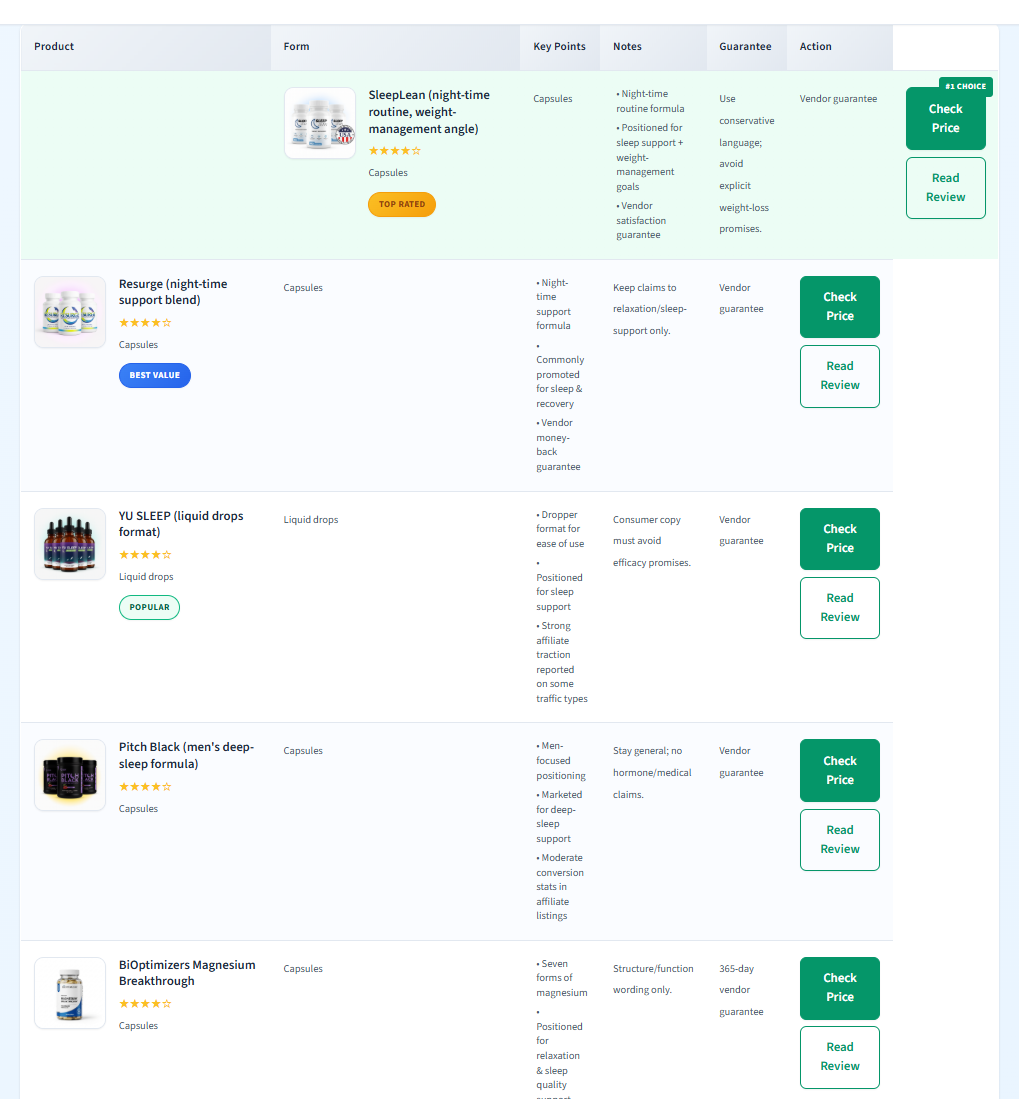 Product Form Key Points Notes Guarantee Action
#1 CHOICE
SleepLean (night-time
routine, weight-
management angle)
★★★★☆
Capsules
TOP RATED
Capsules
• Night-time
routine formula
• Positioned for
sleep support +
weight-
management
goals
• Vendor
satisfaction
guarantee
Use
conservative
language;
avoid
explicit
weight-loss
promises.
Vendor guarantee
Check
Price
Read
Review
Resurge (night-time
support blend)
★★★★☆
Capsules
BEST VALUE
Capsules
• Night-
time
support
formula
•
Commonly
promoted
for sleep &
recovery
• Vendor
money-
back
guarantee
Keep claims to
relaxation/sleep-
support only.
Vendor
guarantee
Check
Price
Read
Review
YU SLEEP (liquid drops
format)
★★★★☆
Liquid drops
POPULAR
Liquid drops
• Dropper
format for
ease of use
•
Positioned
for sleep
support
• Strong
affiliate
traction
reported
on some
traffic types
Consumer copy
must avoid
efficacy promises.
Vendor
guarantee
Check
Price
Read
Review
PITCH
BLACK
Pitch Black (men's deep-
sleep formula)
★★★★☆
Capsules
Capsules
• Men-
focused
positioning
• Marketed
for deep-
sleep
support
• Moderate
conversion
stats in
affiliate
listings
Stay general; no
hormone/medical
claims.
Vendor
guarantee
Check
Price
Read
Review
BiOptimizers Magnesium
Breakthrough
★★★★☆
Capsules
Capsules
• Seven
forms of
magnesium
•
Positioned
for
relaxation
& sleep
quality
Structure/function
wording only.
365-day
vendor
guarantee
Check
Price
Read
Review